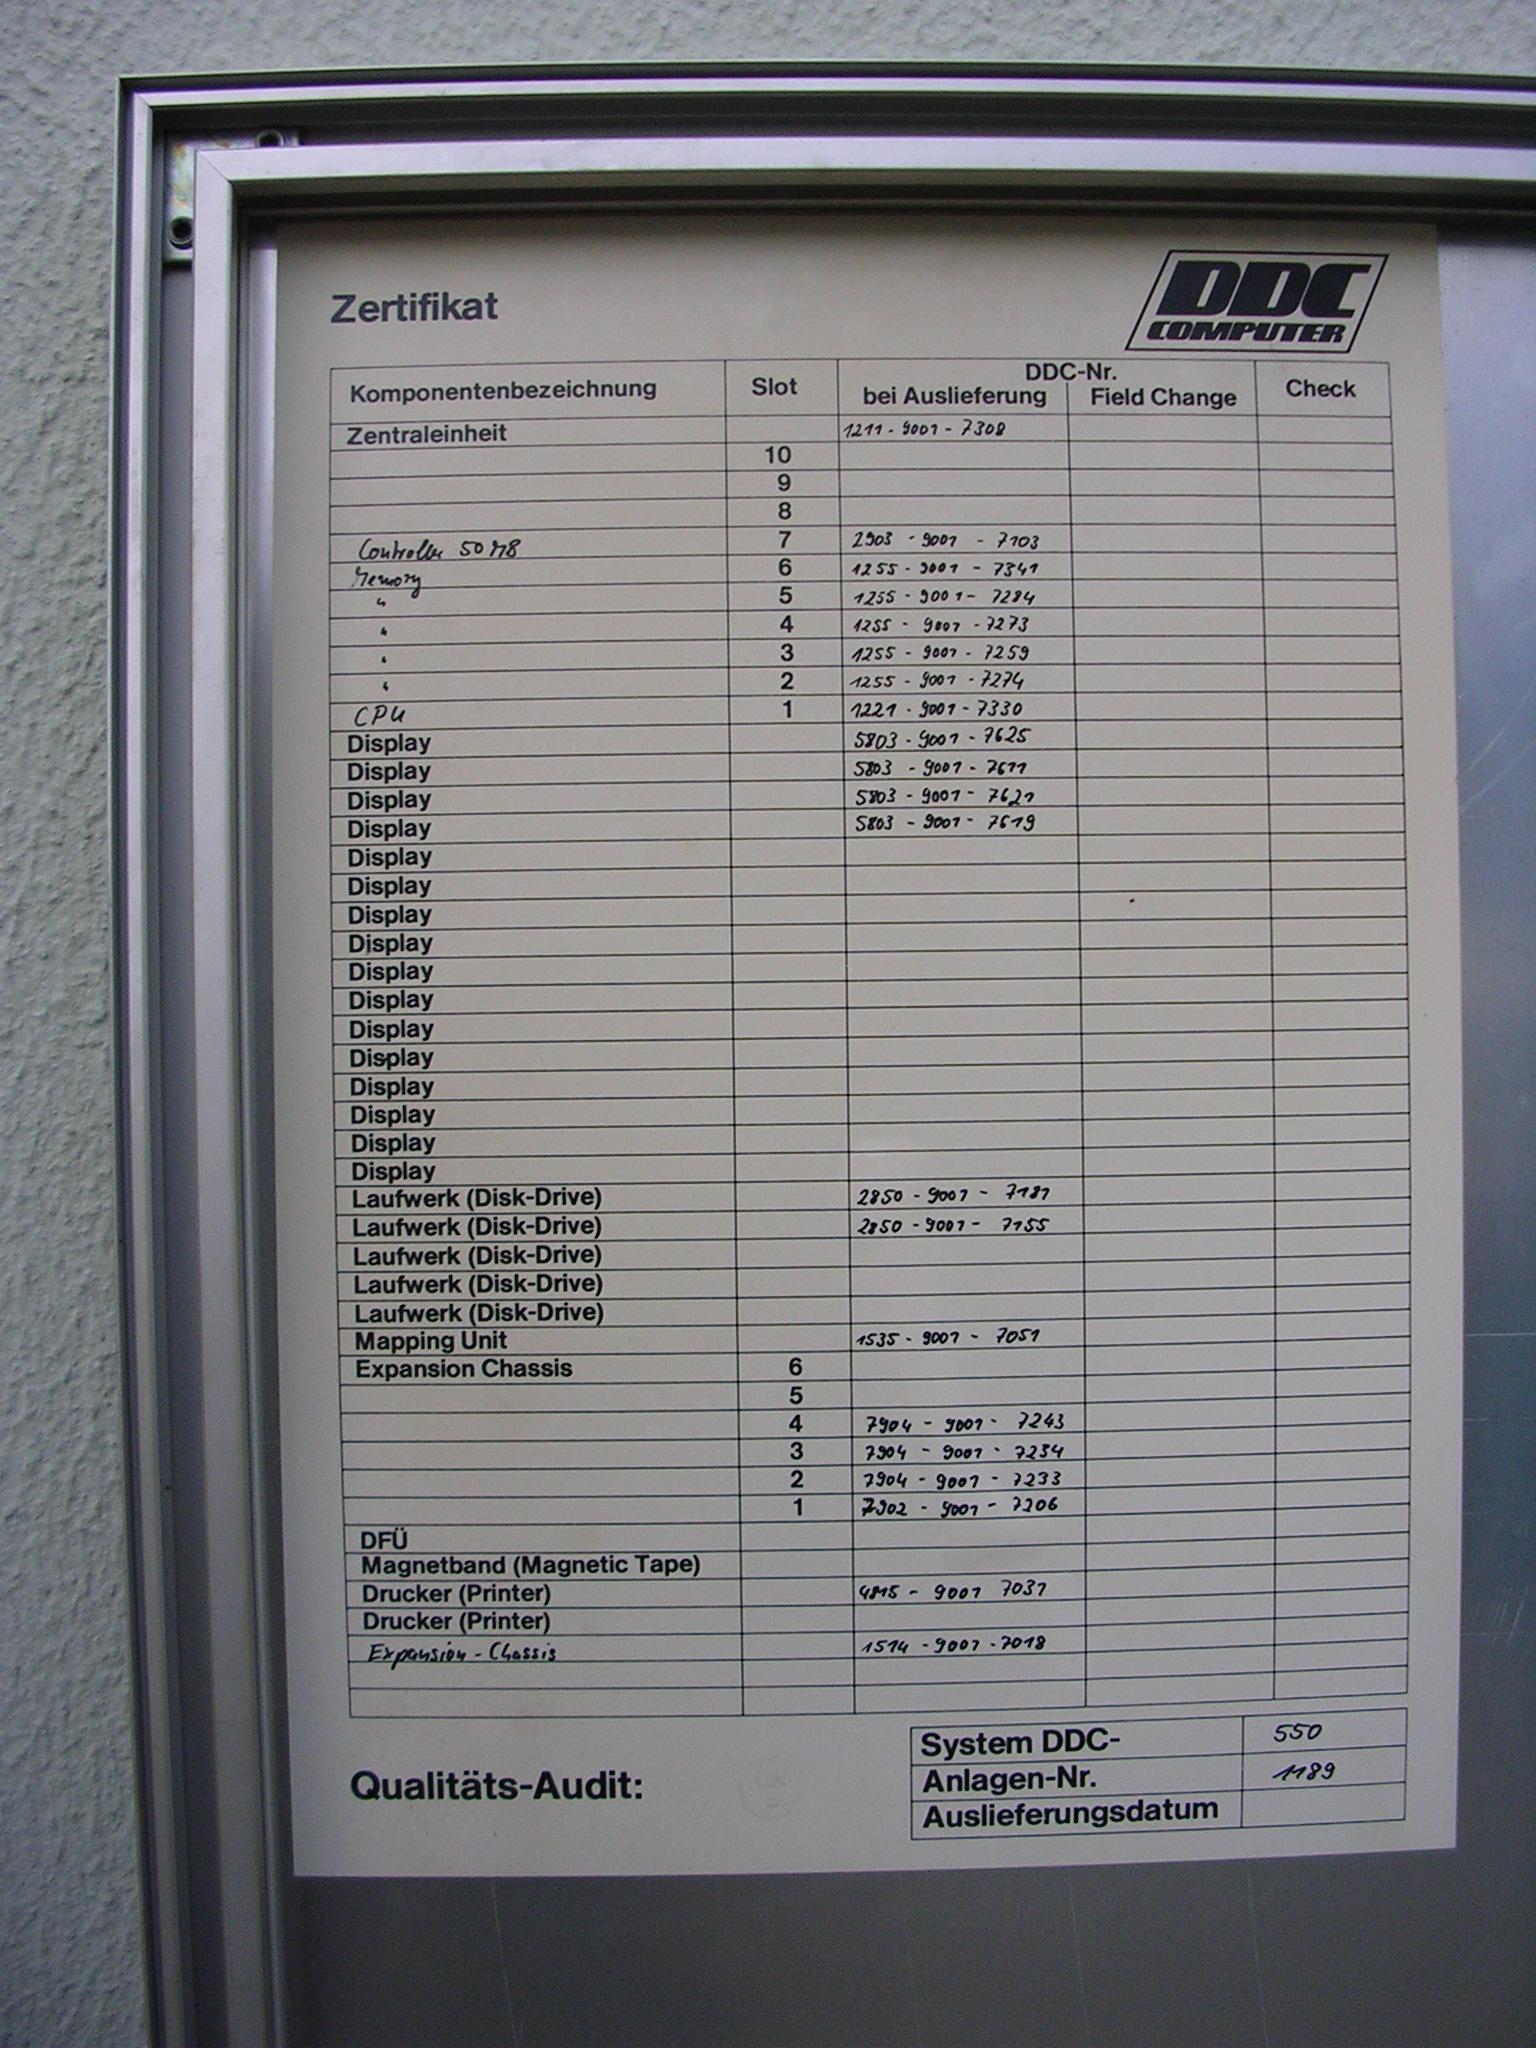 Zertifikat
DDC
COMPUTER
Komponentenbezeichnung Slot DDC-Nr. bei Auslieferung Field Change Check
Zentraleinheit 1211-9001-7308
10
9
8
Controller 50 MB 7 2903-9001-7103
Memory 6 1255-9001-7341
" 5 1255-9001-7284
" 4 1255-9001-7273
" 3 1255-9001-7259
" 2 1255-9001-7274
CPU 1 1221-9001-7330
Display 5803-9001-7625
Display 5803-9001-7611
Display 5803-9001-7621
Display 5803-9001-7619
Display
Display
Display
Display
Display
Display
Display
Display
Display
Display
Display
Display
Laufwerk (Disk-Drive) 2850-9001-7181
Laufwerk (Disk-Drive) 2850-9001-7155
Laufwerk (Disk-Drive)
Laufwerk (Disk-Drive)
Laufwerk (Disk-Drive)
Mapping Unit 1535-9001-7051
Expansion Chassis 6
5
4 7904-9001-7243
3 7904-9001-7234
2 7904-9001-7233
1 7902-9001-7206
DFÜ
Magnetband (Magnetic Tape)
Drucker (Printer) 4815-9001 7031
Drucker (Printer)
Expansion-Chassis 1514-9001-7018
System DDC- 550
Anlagen-Nr. 1189
Auslieferungsdatum
Qualitäts-Audit: